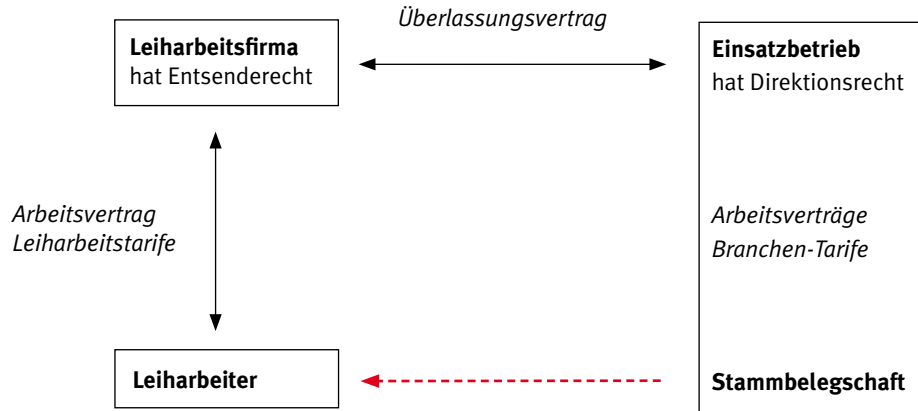 Überlassungsvertrag
Leiharbeitsfirma
hat Entsenderecht
Einsatzbetrieb
hat Direktionsrecht
Arbeitsvertrag
Leiharbeitstarife
Arbeitsverträge
Branchen-Tarife
Leiharbeiter
Stammbelegschaft